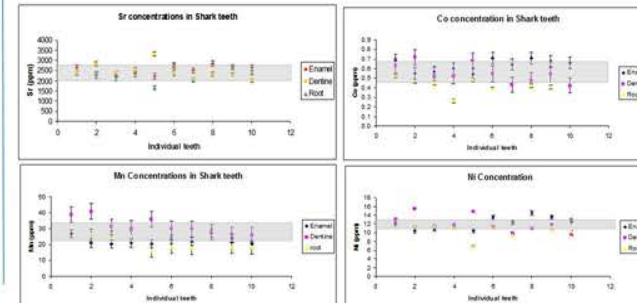 Sr concentrations in Shark teeth
Sr (ppm)
4000
3500
3000
2500
2000
1500
1000
500
0
0 2 4 6 8 10 12
Individual teeth
Enamel
Dentine
Root
Co concentration in Shark teeth
Co (ppm)
0.9
0.8
0.7
0.6
0.5
0.4
0.3
0.2
0.1
0.0
0 2 4 6 8 10 12
Individual teeth
Mn Concentrations in Shark teeth
Mn (ppm)
50
40
30
20
10
0
0 2 4 6 8 10 12
Individual teeth
Enamel
Dentine
root
Ni Concentration
Ni (ppm)
18
16
14
12
10
8
6
4
2
0
0 2 4 6 8 10 12
Individual teeth